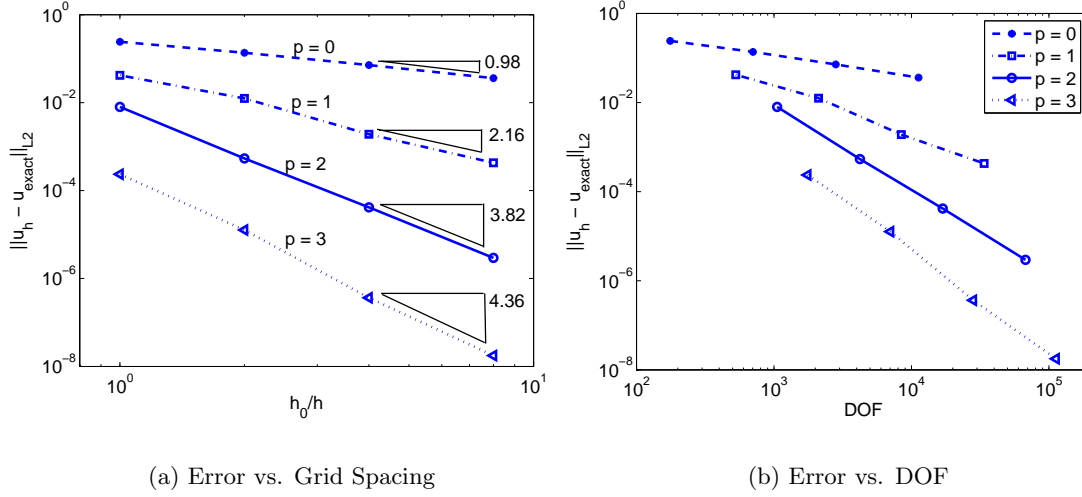 10^0
10^−2
10^−4
10^−6
10^−8
||u_h − u_exact||_L2
p = 0
p = 1
p = 2
p = 3
0.98
2.16
3.82
4.36
10^0
10^1
h_0/h
(a) Error vs. Grid Spacing
10^0
10^−2
10^−4
10^−6
10^−8
||u_h − u_exact||_L2
p = 0
p = 1
p = 2
p = 3
10^2
10^3
10^4
10^5
DOF
(b) Error vs. DOF